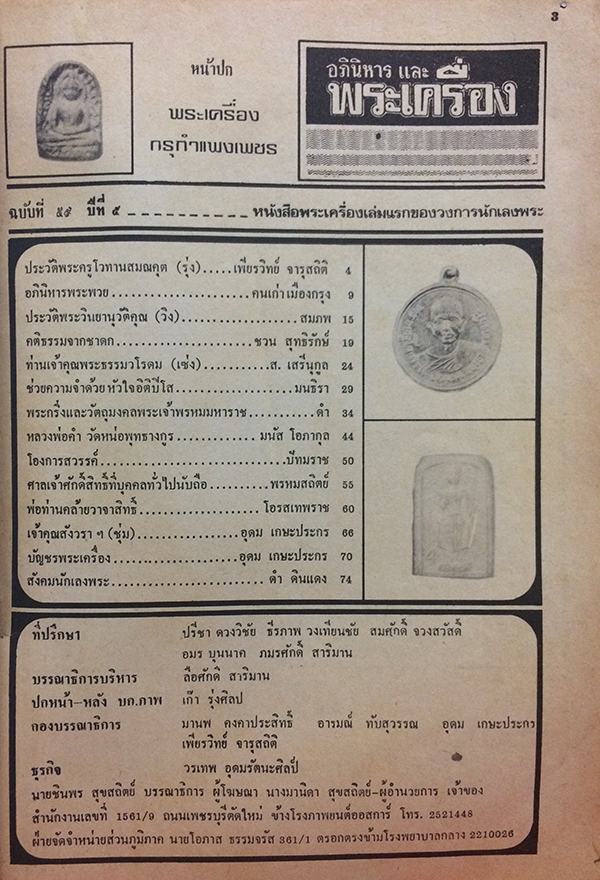 3
หน้าปก
พระเครื่อง
กรุกำแพงเพชร
อภินิหาร และ
พระเครื่อง
ฉบับที่ ๕๙ ปีที่ ๕ _ _ _ _ _ _ _ _ _ _ หนังสือพระเครื่องเล่มแรกของวงการนักเลงพระ
ประวัติพระครูโวทานสมณคุต (รุ่ง).....เพียรวิทย์ จารุสถิติ 4
อภินิหารพระพวย......................คนเก่าเมืองกรุง 9
ประวัติพระวินยานุวัติคุณ (วิง)..................สมภพ 15
คติธรรมจากชาดก......................ชวน สุทธิรักษ์ 19
ท่านเจ้าคุณพระธรรมวโรดม (เซ่ง)..........ส. เสรีนุกูล 24
ช่วยความจำด้วยหัวใจอิติปิโส...................มนธิรา 29
พระกริ่งและวัตถุมงคลพระเจ้าพรหมมหาราช...........ดำ 34
หลวงพ่อคำ วัดหน่อพุทธางกูร.............มนัส โอภากุล 44
โองการสวรรค์.............................ปัทมราช 50
ศาลเจ้าศักดิ์สิทธิ์ที่บุคคลทั่วไปนับถือ..........พรหมสถิตย์ 55
พ่อท่านคล้ายวาจาสิทธิ์...................โอรสเทพราช 60
เจ้าคุณสังวรา ฯ (ชุ่ม)................อุดม เกษะประกร 66
บัญชรพระเครื่อง....................อุดม เกษะประกร 70
สังคมนักเลงพระ........................ดำ ดินแดง 74
ที่ปรึกษา ปรีชา ดวงวิชัย ธีรภาพ วงเทียนชัย สมศักดิ์ จวงสวัสดิ์
อมร บุนนาค ภมรศักดิ์ สาริมาน
บรรณาธิการบริหาร ลือศักดิ์ สาริมาน
ปกหน้า–หลัง บก.ภาพ เก๊า รุ่งศิลป
กองบรรณาธิการ มานพ คงคาประสิทธิ์ อารมณ์ ทับสุวรรณ อุดม เกษะประกร
เพียรวิทย์ จารุสถิติ
ธุรกิจ วรเทพ อุดมรัตนะศิลป์
นายชินพร สุขสถิตย์ บรรณาธิการ ผู้โฆษณา นางมานิดา สุขสถิตย์–ผู้อำนวยการ เจ้าของ
สำนักงานเลขที่ 1561/9 ถนนเพชรบุรีตัดใหม่ ข้างโรงภาพยนต์ออสการ์ โทร. 2521448
ฝ่ายจัดจำหน่ายส่วนภูมิภาค นายโอภาส ธรรมจรัส 361/1 ตรอกตรงข้ามโรงพยาบาลกลาง 2210026